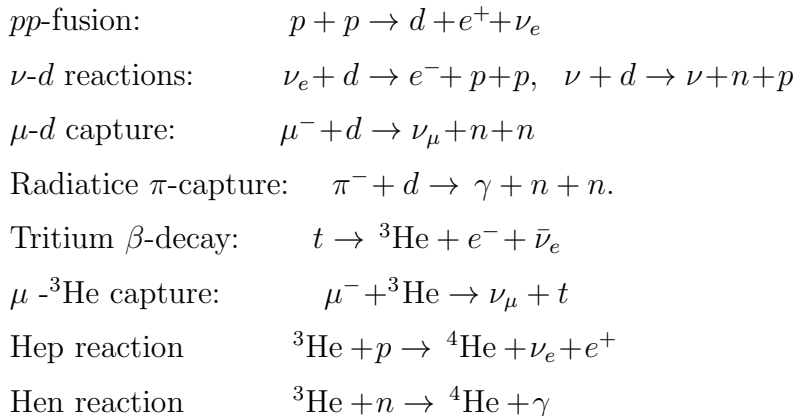 pp-fusion: p + p → d + e⁺ + νₑ
ν-d reactions: νₑ + d → e⁻ + p + p, ν + d → ν + n + p
μ-d capture: μ⁻ + d → ν_μ + n + n
Radiatice π-capture: π⁻ + d → γ + n + n.
Tritium β-decay: t → ³He + e⁻ + ν̄ₑ
μ -³He capture: μ⁻ + ³He → ν_μ + t
Hep reaction ³He + p → ⁴He + νₑ + e⁺
Hen reaction ³He + n → ⁴He + γ